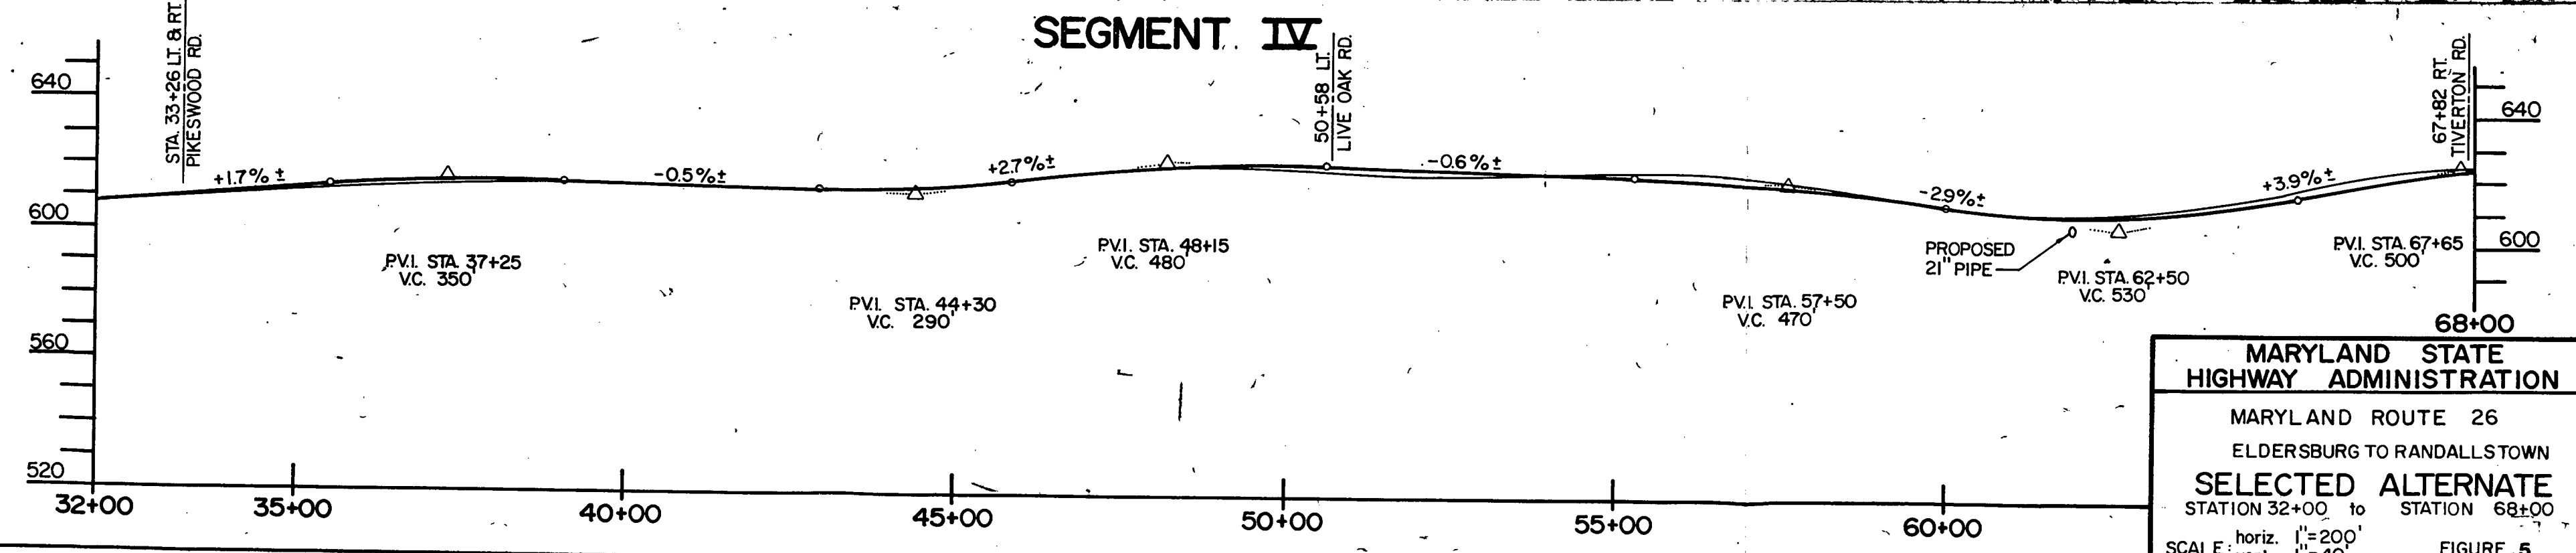 SEGMENT IV
STA. 33+26 LT. & RT.
PIKESWOOD RD.
50+58 LT.
LIVE OAK RD.
67+82 RT.
TIVERTON RD.
640
600
560
520
640
600
+1.7%±
-0.5%±
+2.7%±
-0.6%±
-2.9%±
+3.9%±
P.V.I. STA. 37+25
V.C. 350'
P.V.I. STA. 44+30
V.C. 290'
P.V.I. STA. 48+15
V.C. 480'
P.V.I. STA. 57+50
V.C. 470'
PROPOSED
21" PIPE
P.V.I. STA. 62+50
V.C. 530'
P.V.I. STA. 67+65
V.C. 500'
68+00
32+00
35+00
40+00
45+00
50+00
55+00
60+00
MARYLAND STATE
HIGHWAY ADMINISTRATION
MARYLAND ROUTE 26
ELDERSBURG TO RANDALLSTOWN
SELECTED ALTERNATE
STATION 32+00 to STATION 68±00
SCALE: horiz. 1"=200'
1"=40'
FIGURE 5